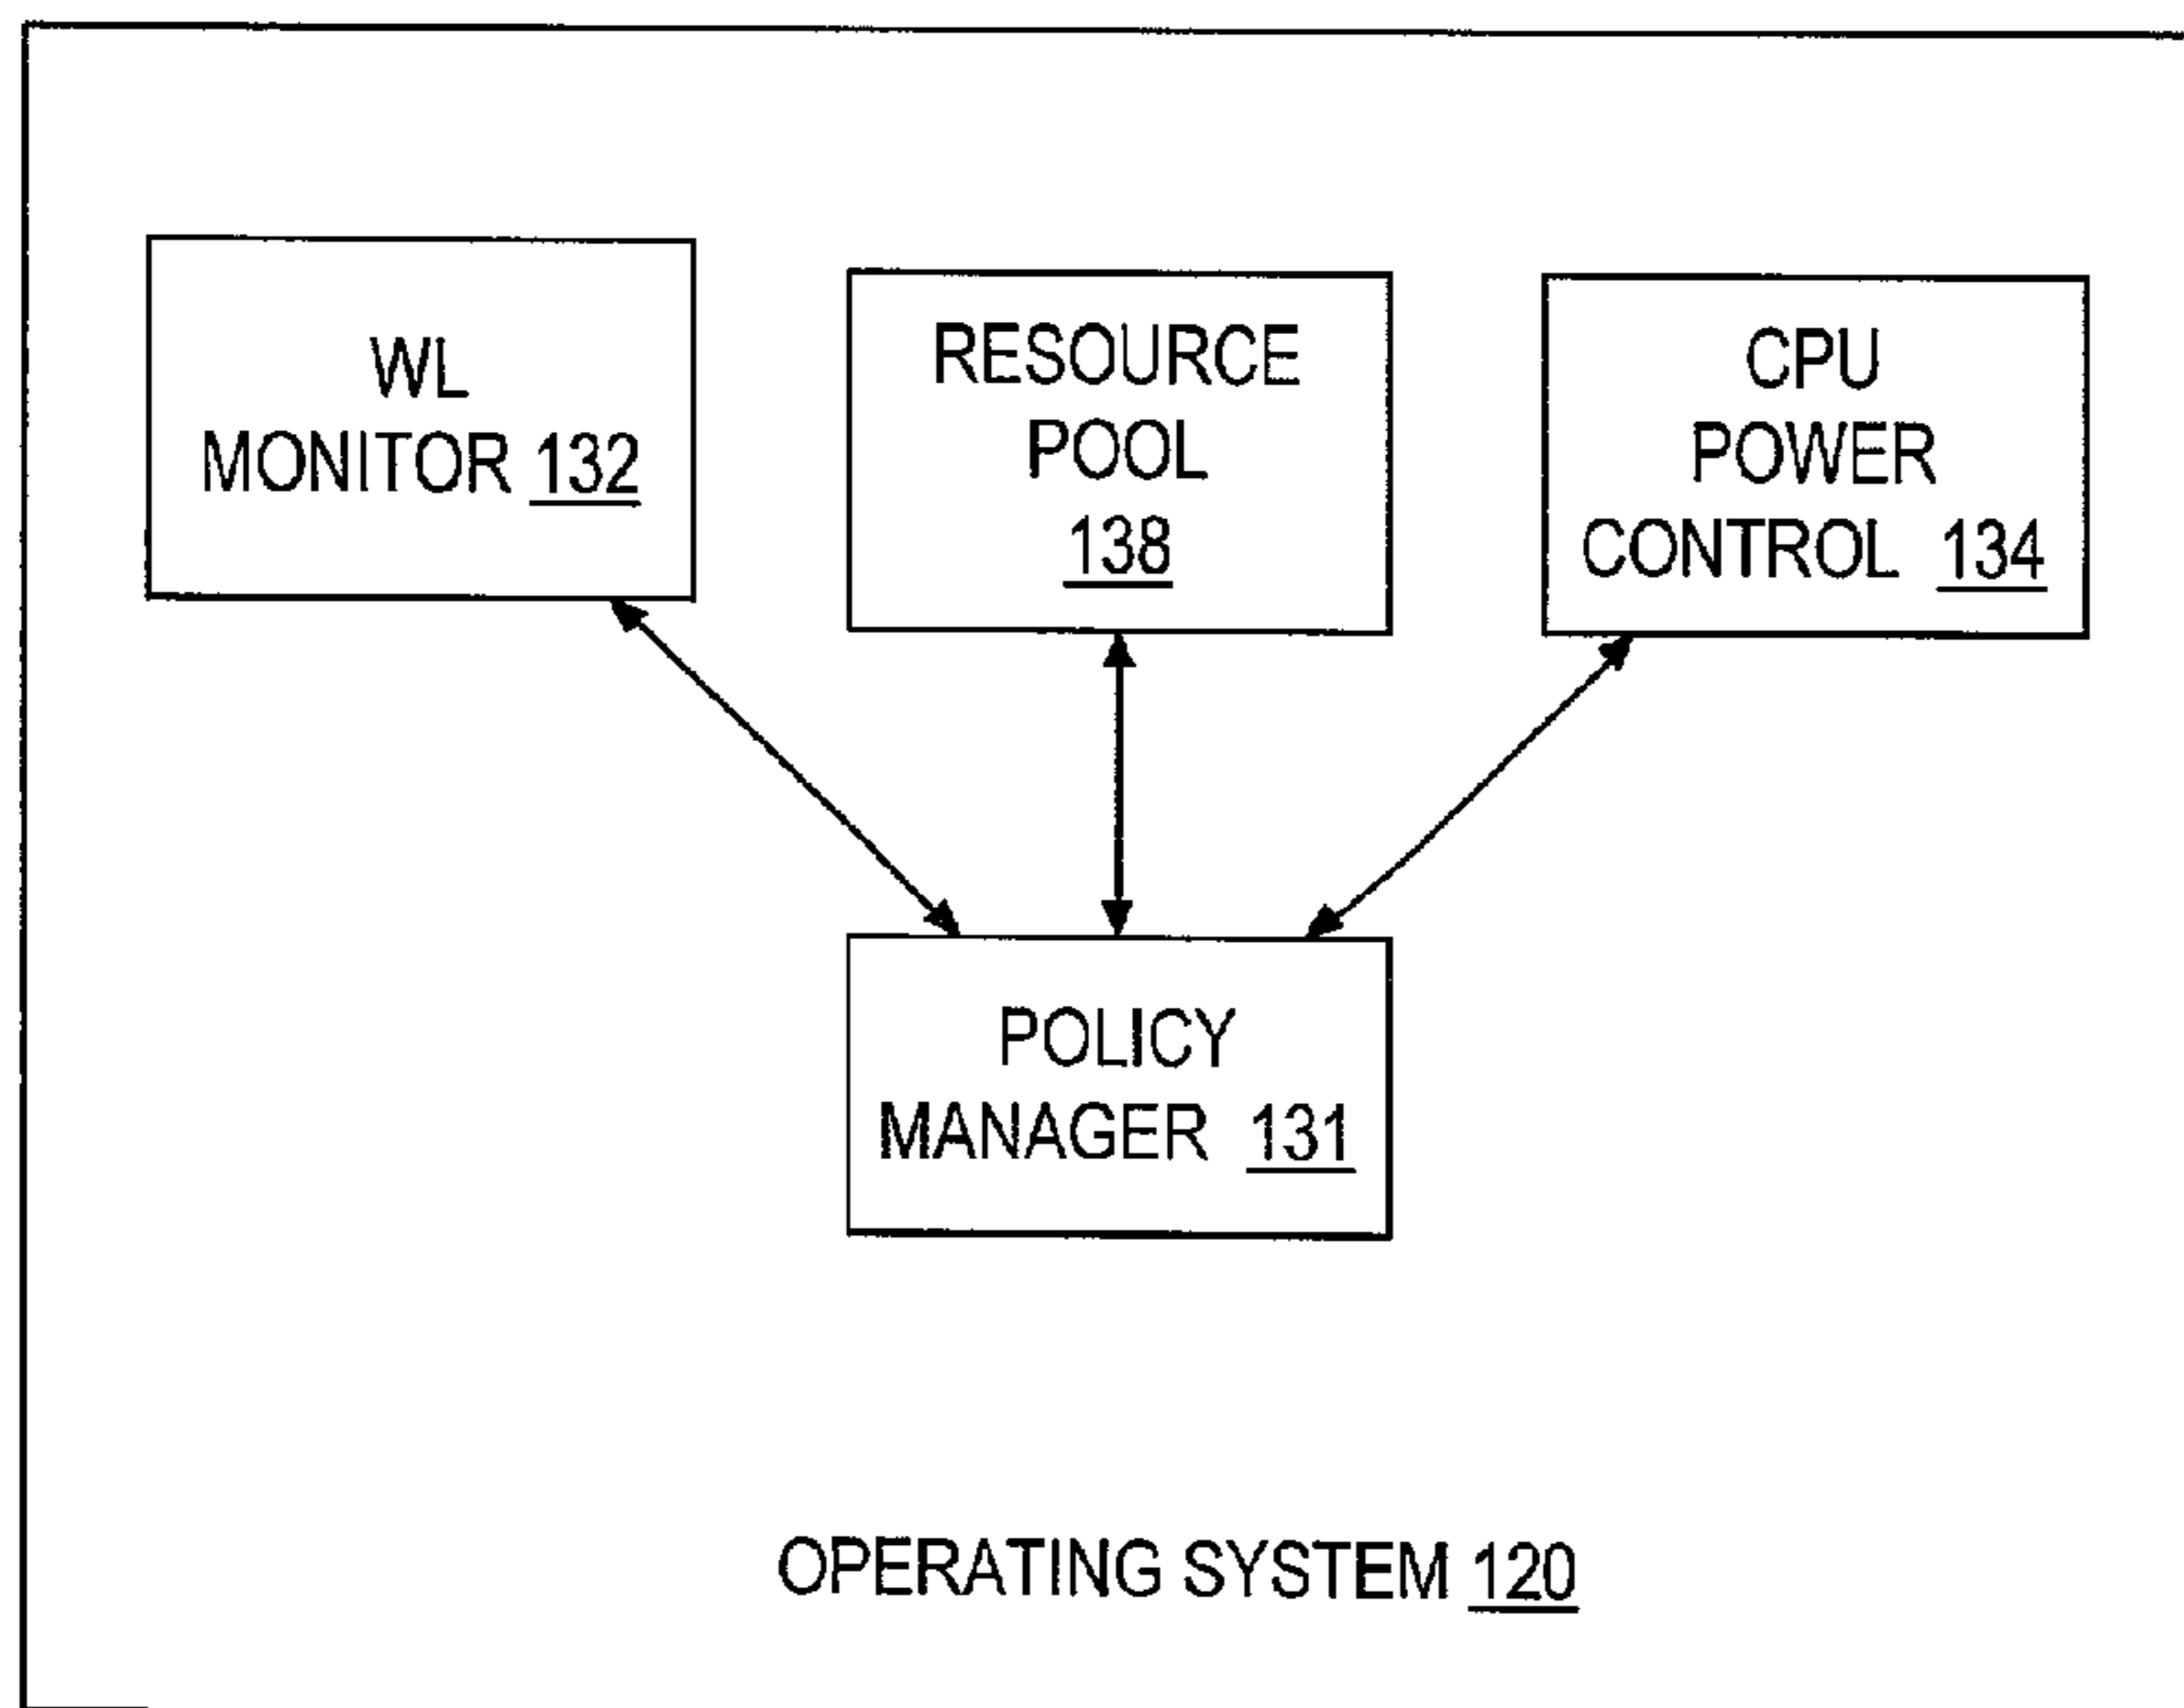 WL
MONITOR 132
RESOURCE
POOL
138
CPU
POWER
CONTROL 134
POLICY
MANAGER 131
OPERATING SYSTEM 120